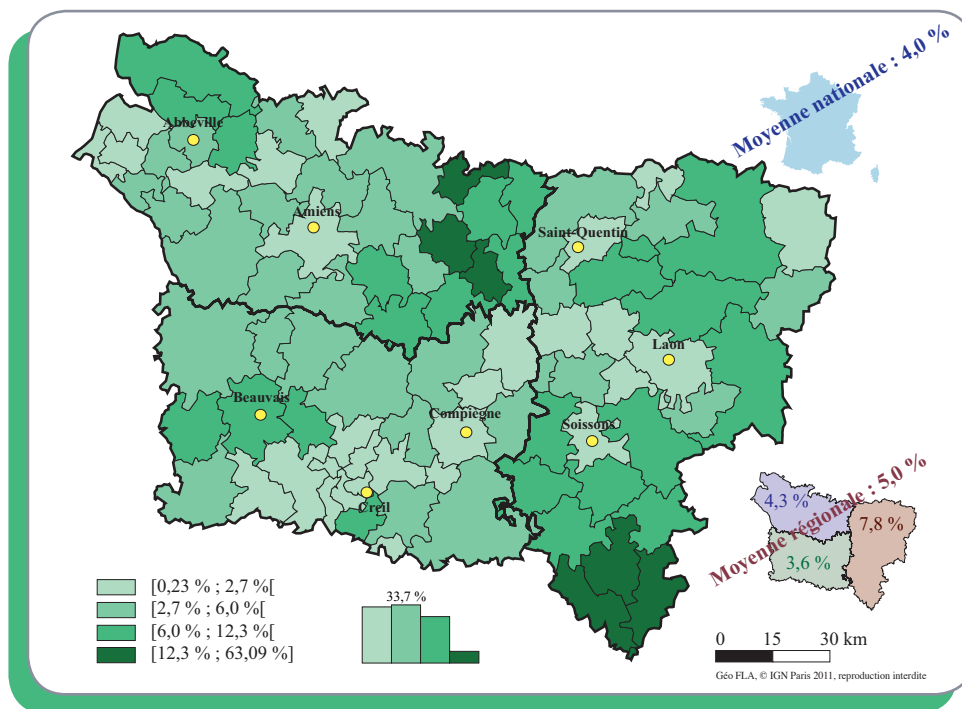 Moyenne nationale : 4,0 %
Abbeville
Amiens
Saint-Quentin
Laon
Beauvais
Compiègne
Soissons
Creil
Moyenne régionale : 5,0 %
4,3 %
7,8 %
3,6 %
[0,23 % ; 2,7 %[
[2,7 % ; 6,0 %[
[6,0 % ; 12,3 %[
[12,3 % ; 63,09 %]
33,7 %
0 15 30 km
Géo FLA, © IGN Paris 2011, reproduction interdite